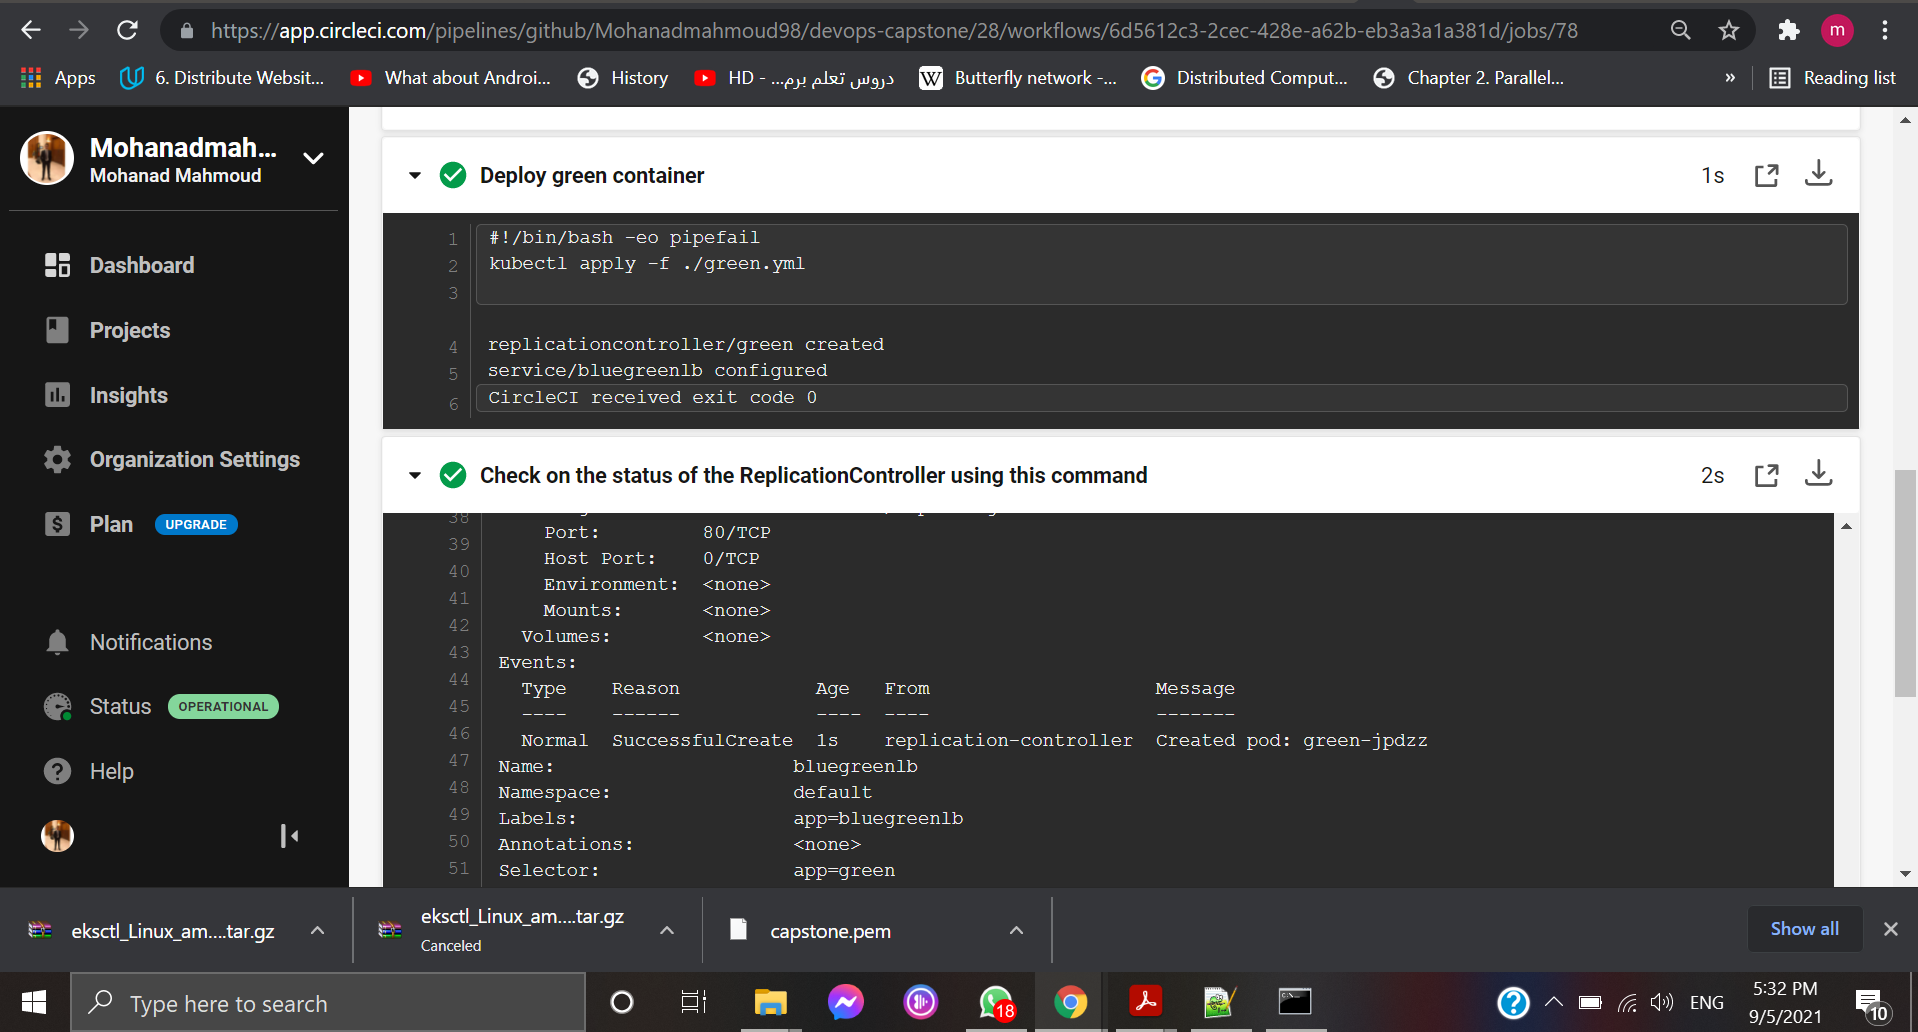 https://app.circleci.com/pipelines/github/Mohanadmahmoud98/devops-capstone/28/workflows/6d5612c3-2cec-428e-a62b-eb3a3a1a381d/jobs/78
m
Apps
6. Distribute Websit...
What about Androi...
History
HD - ...دروس تعلم برم
W
Butterfly network -...
Distributed Comput...
Chapter 2. Parallel...
»
Reading list
Mohanadmah...
Mohanad Mahmoud
Dashboard
Projects
Insights
Organization Settings
Plan UPGRADE
Notifications
Status OPERATIONAL
Help
Deploy green container
1s
1 #!/bin/bash -eo pipefail
2 kubectl apply -f ./green.yml
3
4 replicationcontroller/green created
5 service/bluegreenlb configured
6 CircleCI received exit code 0
Check on the status of the ReplicationController using this command
2s
38
39 Port: 80/TCP
40 Host Port: 0/TCP
41 Environment: <none>
42 Mounts: <none>
43 Volumes: <none>
44 Events:
45 Type Reason Age From Message
46 ---- ------ ---- ---- -------
47 Normal SuccessfulCreate 1s replication-controller Created pod: green-jpdzz
48 Name: bluegreenlb
49 Namespace: default
50 Labels: app=bluegreenlb
51 Annotations: <none>
Selector: app=green
eksctl_Linux_am....tar.gz
eksctl_Linux_am....tar.gz
Canceled
capstone.pem
Show all
Type here to search
18
ENG
5:32 PM
9/5/2021
10